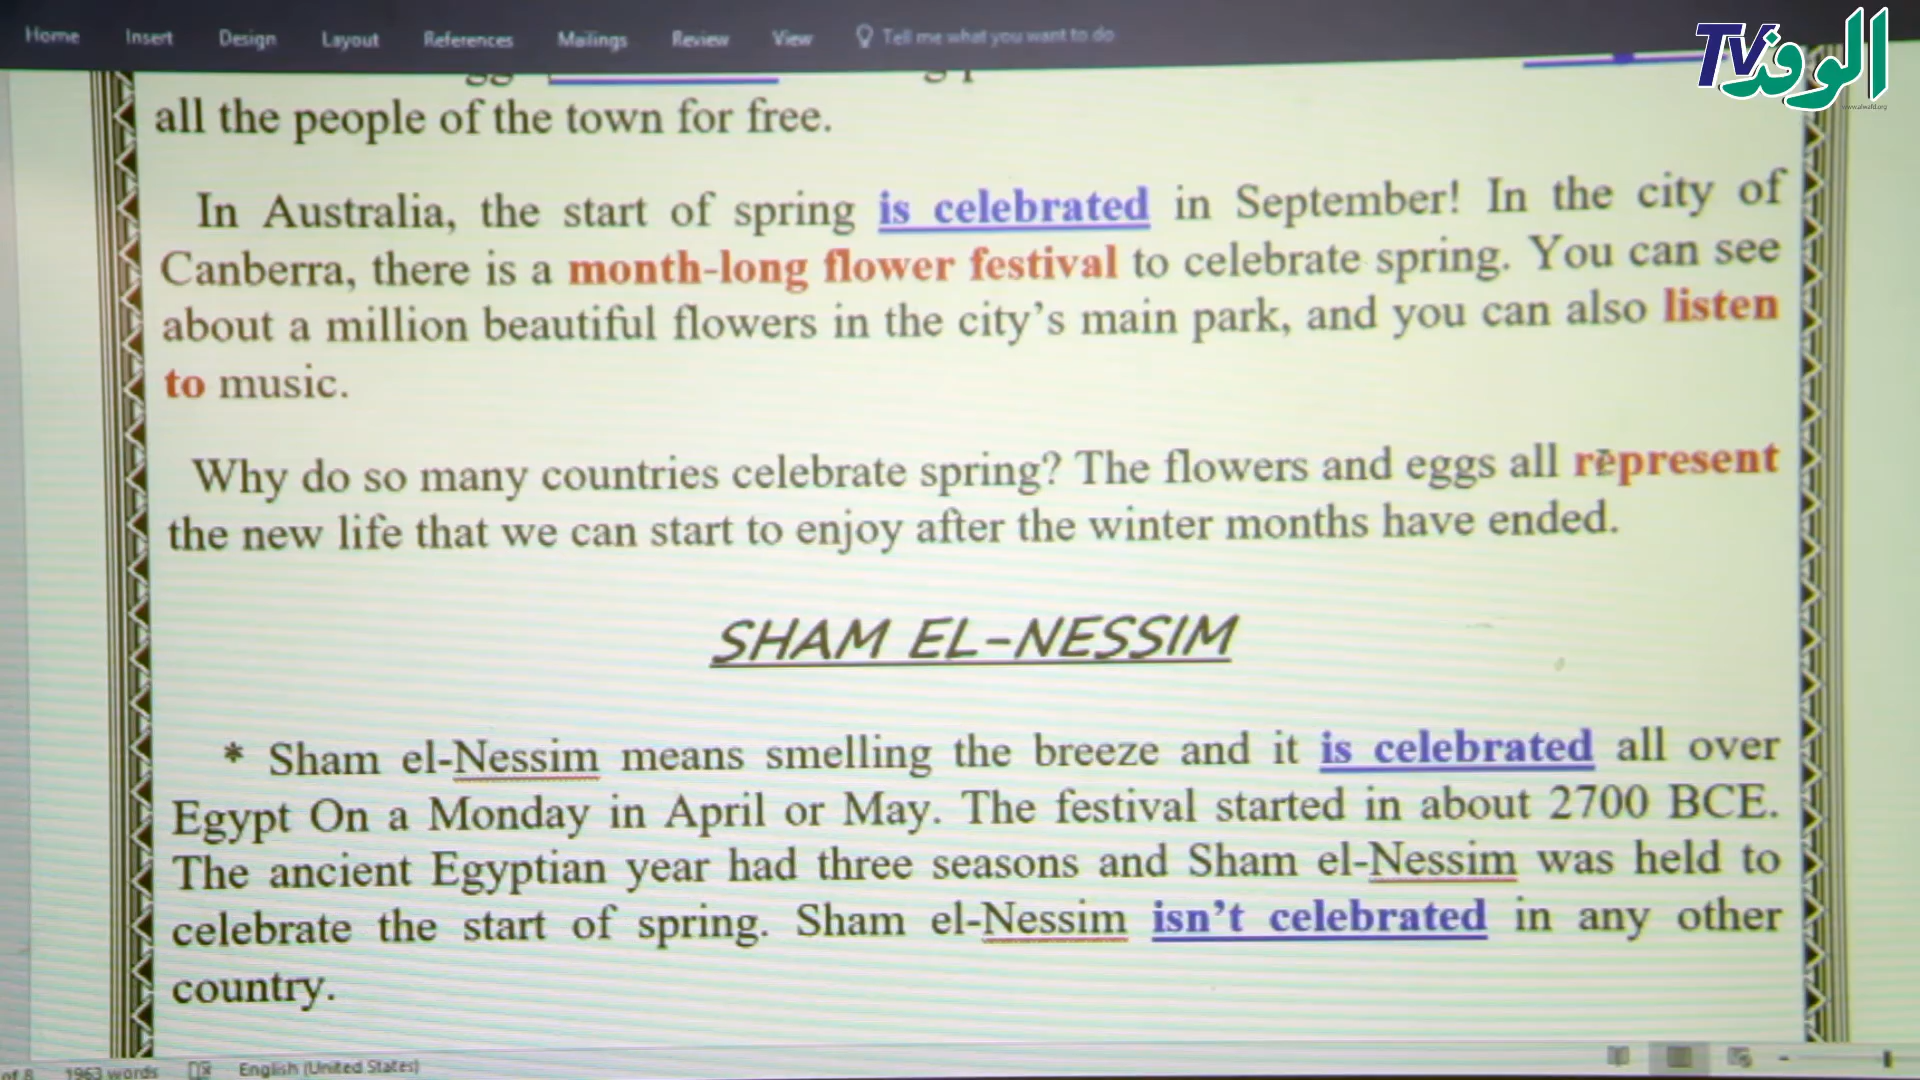 Home Insert Design Layout References Mailings Review View Tell me what you want to do
TV الوفد
www.alwafd.org
all the people of the town for free.
In Australia, the start of spring is celebrated in September! In the city of
Canberra, there is a month-long flower festival to celebrate spring. You can see
about a million beautiful flowers in the city's main park, and you can also listen
to music.
Why do so many countries celebrate spring? The flowers and eggs all represent
the new life that we can start to enjoy after the winter months have ended.
SHAM EL-NESSIM
* Sham el-Nessim means smelling the breeze and it is celebrated all over
Egypt On a Monday in April or May. The festival started in about 2700 BCE.
The ancient Egyptian year had three seasons and Sham el-Nessim was held to
celebrate the start of spring. Sham el-Nessim isn't celebrated in any other
country.
of 8 1963 words English (United States)